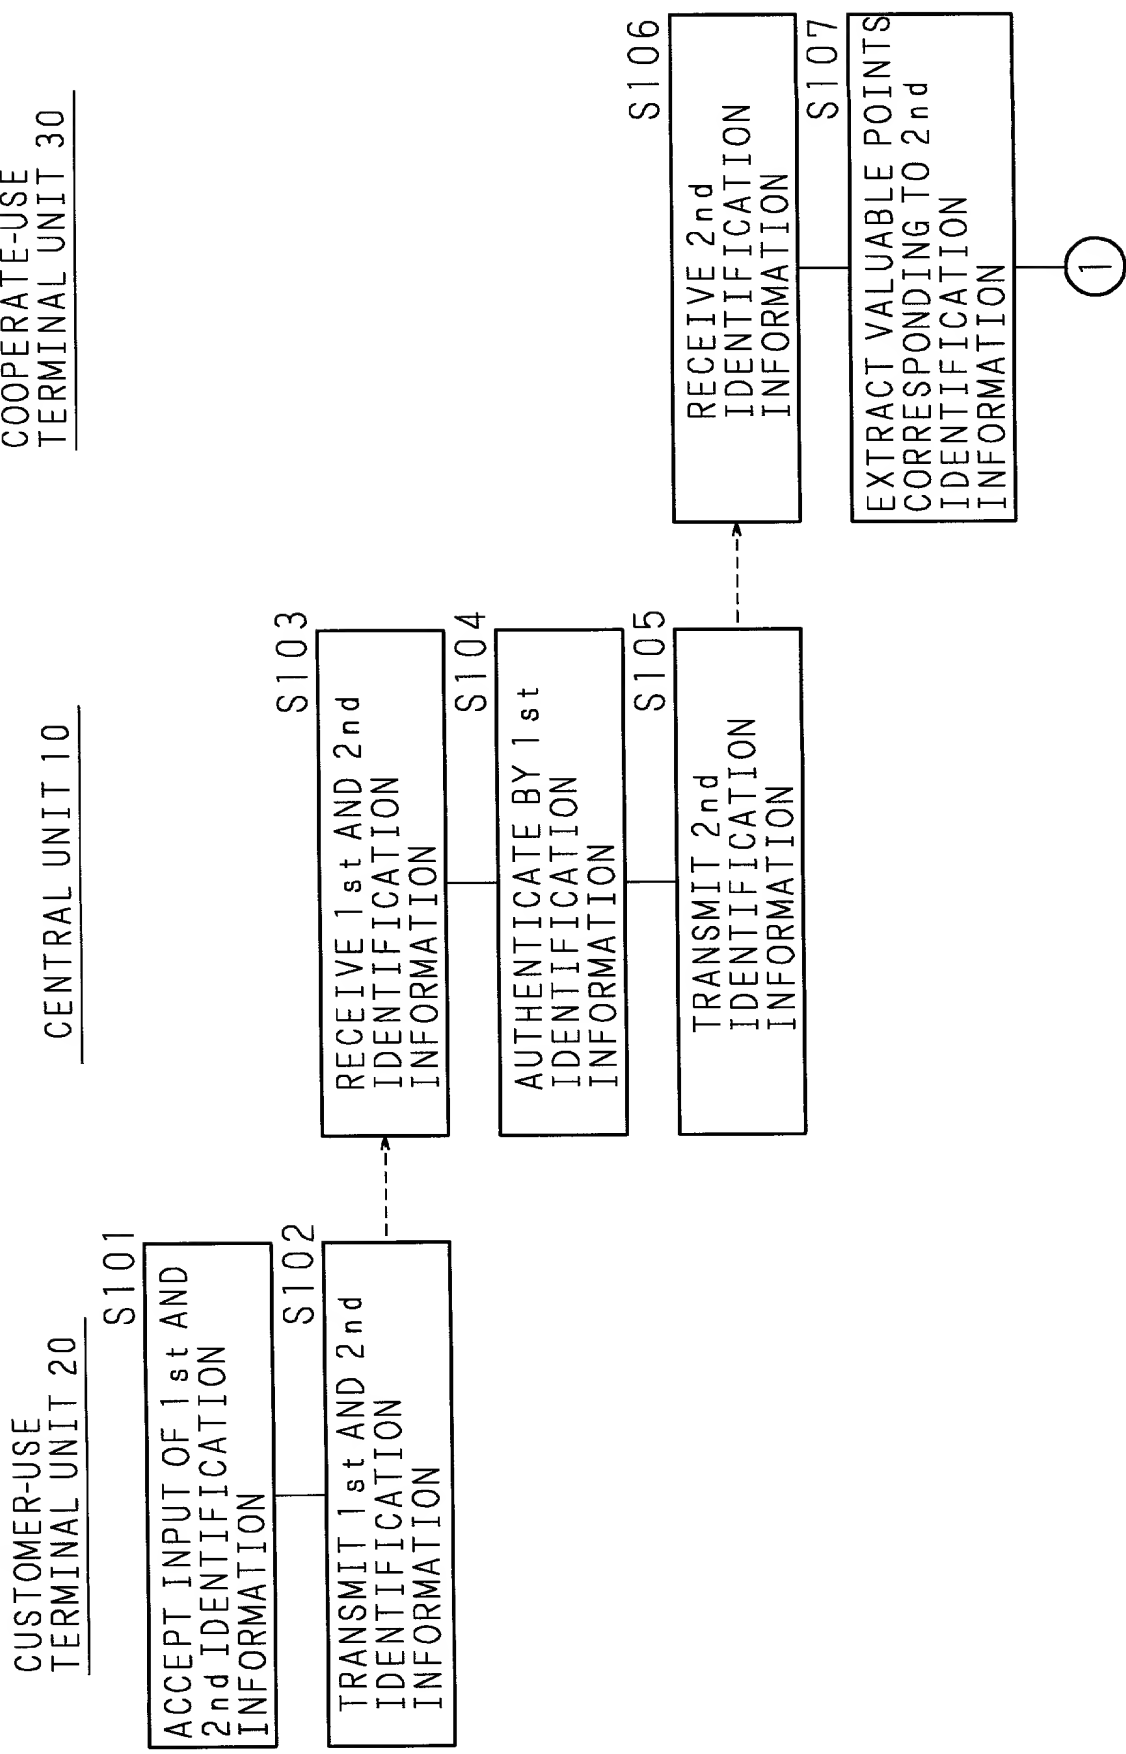 CUSTOMER-USE
TERMINAL UNIT 20
S101
ACCEPT INPUT OF 1st AND
2nd IDENTIFICATION
INFORMATION
S102
TRANSMIT 1st AND 2nd
IDENTIFICATION
INFORMATION
CENTRAL UNIT 10
S103
RECEIVE 1st AND 2nd
IDENTIFICATION
INFORMATION
S104
AUTHENTICATE BY 1st
IDENTIFICATION
INFORMATION
S105
TRANSMIT 2nd
IDENTIFICATION
INFORMATION
COOPERATE-USE
TERMINAL UNIT 30
S106
RECEIVE 2nd
IDENTIFICATION
INFORMATION
S107
EXTRACT VALUABLE POINTS
CORRESPONDING TO 2nd
IDENTIFICATION
INFORMATION
1